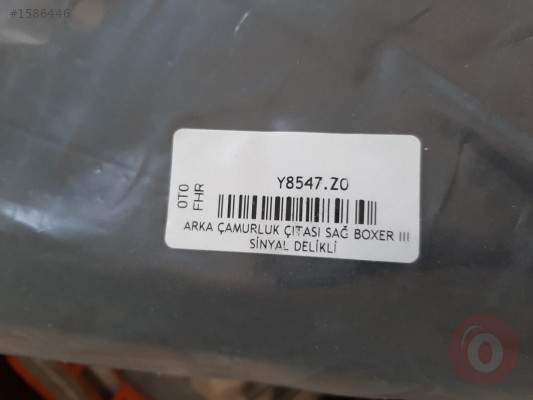 #1586446
Y8547.Z0
OTO
FHR
ARKA ÇAMURLUK ÇITASI SAĞ BOXER III
SİNYAL DELİKLİ
O